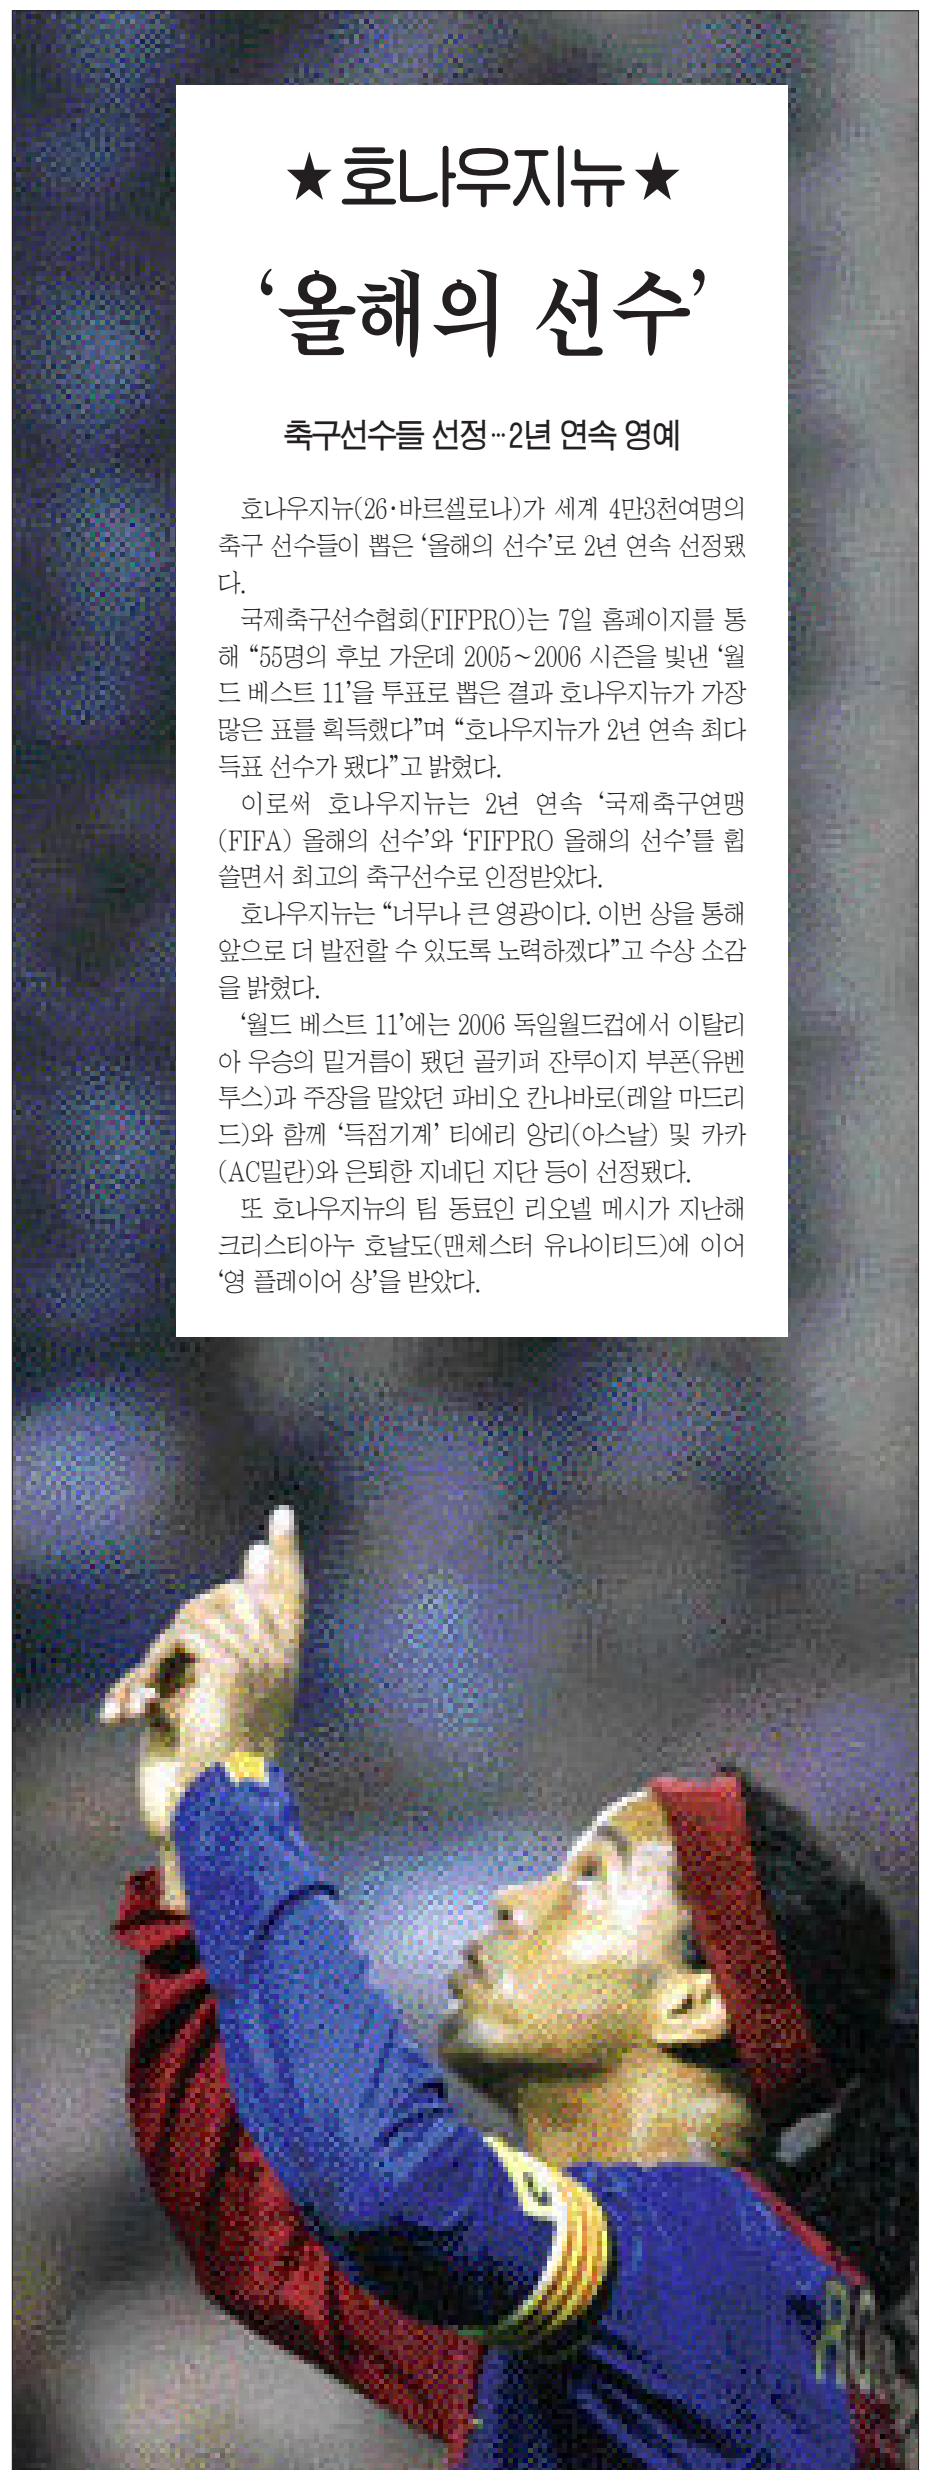 ★호나우지뉴★
‘올해의 선수’
축구선수들 선정…2년 연속 영예
호나우지뉴(26·바르셀로나)가 세계 4만3천여명의
축구 선수들이 뽑은 ‘올해의 선수’로 2년 연속 선정됐
다.
국제축구선수협회(FIFPRO)는 7일 홈페이지를 통
해 “55명의 후보 가운데 2005~2006 시즌을 빛낸 ‘월
드 베스트 11’을 투표로 뽑은 결과 호나우지뉴가 가장
많은 표를 획득했다”며 “호나우지뉴가 2년 연속 최다
득표 선수가 됐다”고 밝혔다.
이로써 호나우지뉴는 2년 연속 ‘국제축구연맹
(FIFA) 올해의 선수’와 ‘FIFPRO 올해의 선수’를 휩
쓸면서 최고의 축구선수로 인정받았다.
호나우지뉴는 “너무나 큰 영광이다. 이번 상을 통해
앞으로 더 발전할 수 있도록 노력하겠다”고 수상 소감
을 밝혔다.
‘월드 베스트 11’에는 2006 독일월드컵에서 이탈리
아 우승의 밑거름이 됐던 골키퍼 잔루이지 부폰(유벤
투스)과 주장을 맡았던 파비오 칸나바로(레알 마드리
드)와 함께 ‘득점기계’ 티에리 앙리(아스날) 및 카카
(AC밀란)와 은퇴한 지네딘 지단 등이 선정됐다.
또 호나우지뉴의 팀 동료인 리오넬 메시가 지난해
크리스티아누 호날도(맨체스터 유나이티드)에 이어
‘영 플레이어 상’을 받았다.